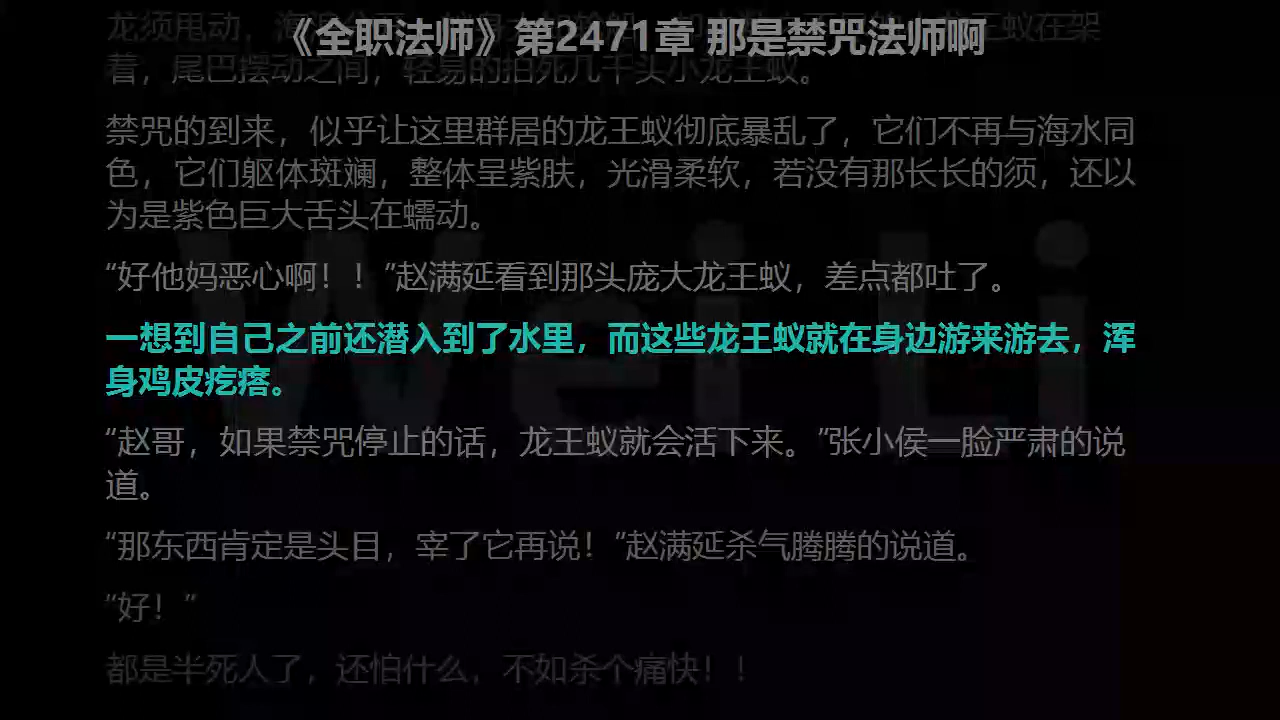 《全职法师》第2471章 那是禁咒法师啊
着，尾巴摆动之间，轻易的拍死几千头小龙王蚁。
禁咒的到来，似乎让这里群居的龙王蚁彻底暴乱了，它们不再与海水同
色，它们躯体斑斓，整体呈紫肤，光滑柔软，若没有那长长的须，还以
为是紫色巨大舌头在蠕动。
“好他妈恶心啊！！”赵满延看到那头庞大龙王蚁，差点都吐了。
一想到自己之前还潜入到了水里，而这些龙王蚁就在身边游来游去，浑
身鸡皮疙瘩。
“赵哥，如果禁咒停止的话，龙王蚁就会活下来。”张小侯一脸严肃的说
道。
“那东西肯定是头目，宰了它再说！“赵满延杀气腾腾的说道。
“好！”
都是半死人了，还怕什么，不如杀个痛快！！
Wei Li